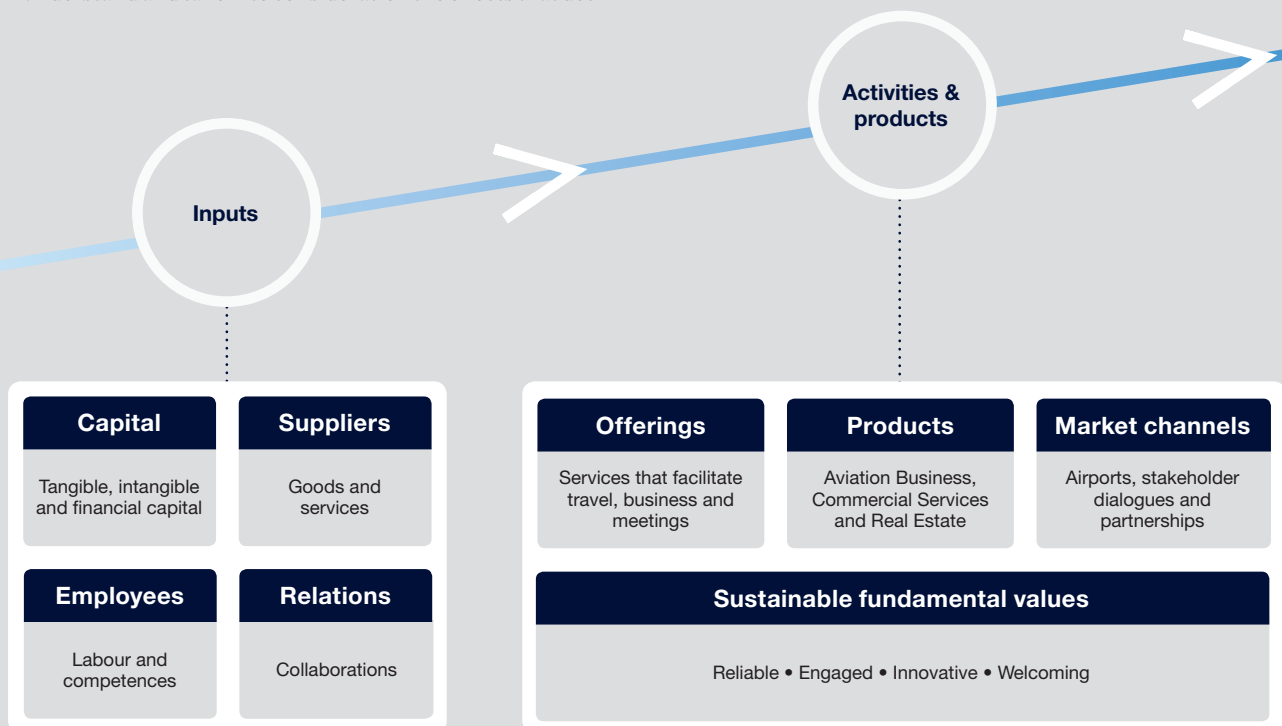 Inputs
Activities &
products
Capital
Tangible, intangible
and financial capital
Suppliers
Goods and
services
Employees
Labour and
competences
Relations
Collaborations
Offerings
Services that facilitate
travel, business and
meetings
Products
Aviation Business,
Commercial Services
and Real Estate
Market channels
Airports, stakeholder
dialogues and
partnerships
Sustainable fundamental values
Reliable • Engaged • Innovative • Welcoming